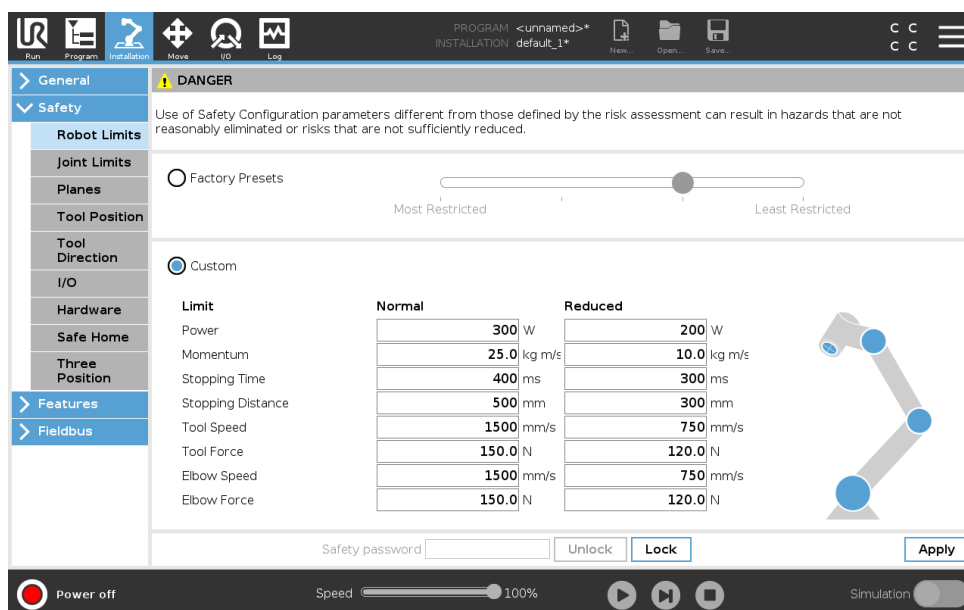 PROGRAM <unnamed>*
INSTALLATION default_1*
UR
Run Program Installation Move I/O Log New... Open... Save...
C C
C C
General
Safety
Robot Limits
Joint Limits
Planes
Tool Position
Tool
Direction
I/O
Hardware
Safe Home
Three
Position
Features
Fieldbus
DANGER
Use of Safety Configuration parameters different from those defined by the risk assessment can result in hazards that are not
reasonably eliminated or risks that are not sufficiently reduced.
Factory Presets
Most Restricted Least Restricted
Custom
Limit Normal Reduced
Power 300 W 200 W
Momentum 25.0 kg m/s 10.0 kg m/s
Stopping Time 400 ms 300 ms
Stopping Distance 500 mm 300 mm
Tool Speed 1500 mm/s 750 mm/s
Tool Force 150.0 N 120.0 N
Elbow Speed 1500 mm/s 750 mm/s
Elbow Force 150.0 N 120.0 N
Safety password Unlock Lock Apply
Power off Speed 100% Simulation